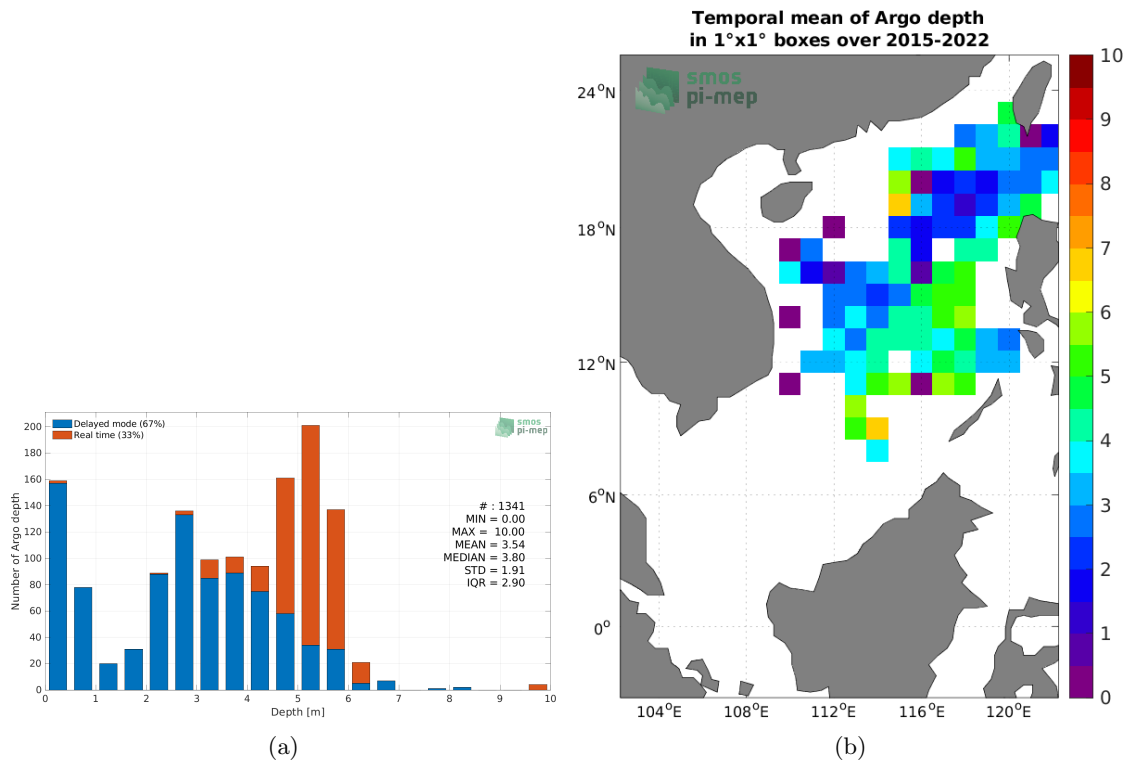 Temporal mean of Argo depth
in 1°x1° boxes over 2015-2022
smos
pi-mep
24°N
18°N
12°N
6°N
0°
104°E
108°E
112°E
116°E
120°E
10
9
8
7
6
5
4
3
2
1
0
Delayed mode (67%)
Real time (33%)
smos
pi-mep
# : 1341
MIN = 0.00
MAX = 10.00
MEAN = 3.54
MEDIAN = 3.80
STD = 1.91
IQR = 2.90
Number of Argo depth
200
180
160
140
120
100
80
60
40
20
0
0 1 2 3 4 5 6 7 8 9 10
Depth [m]
(a)
(b)